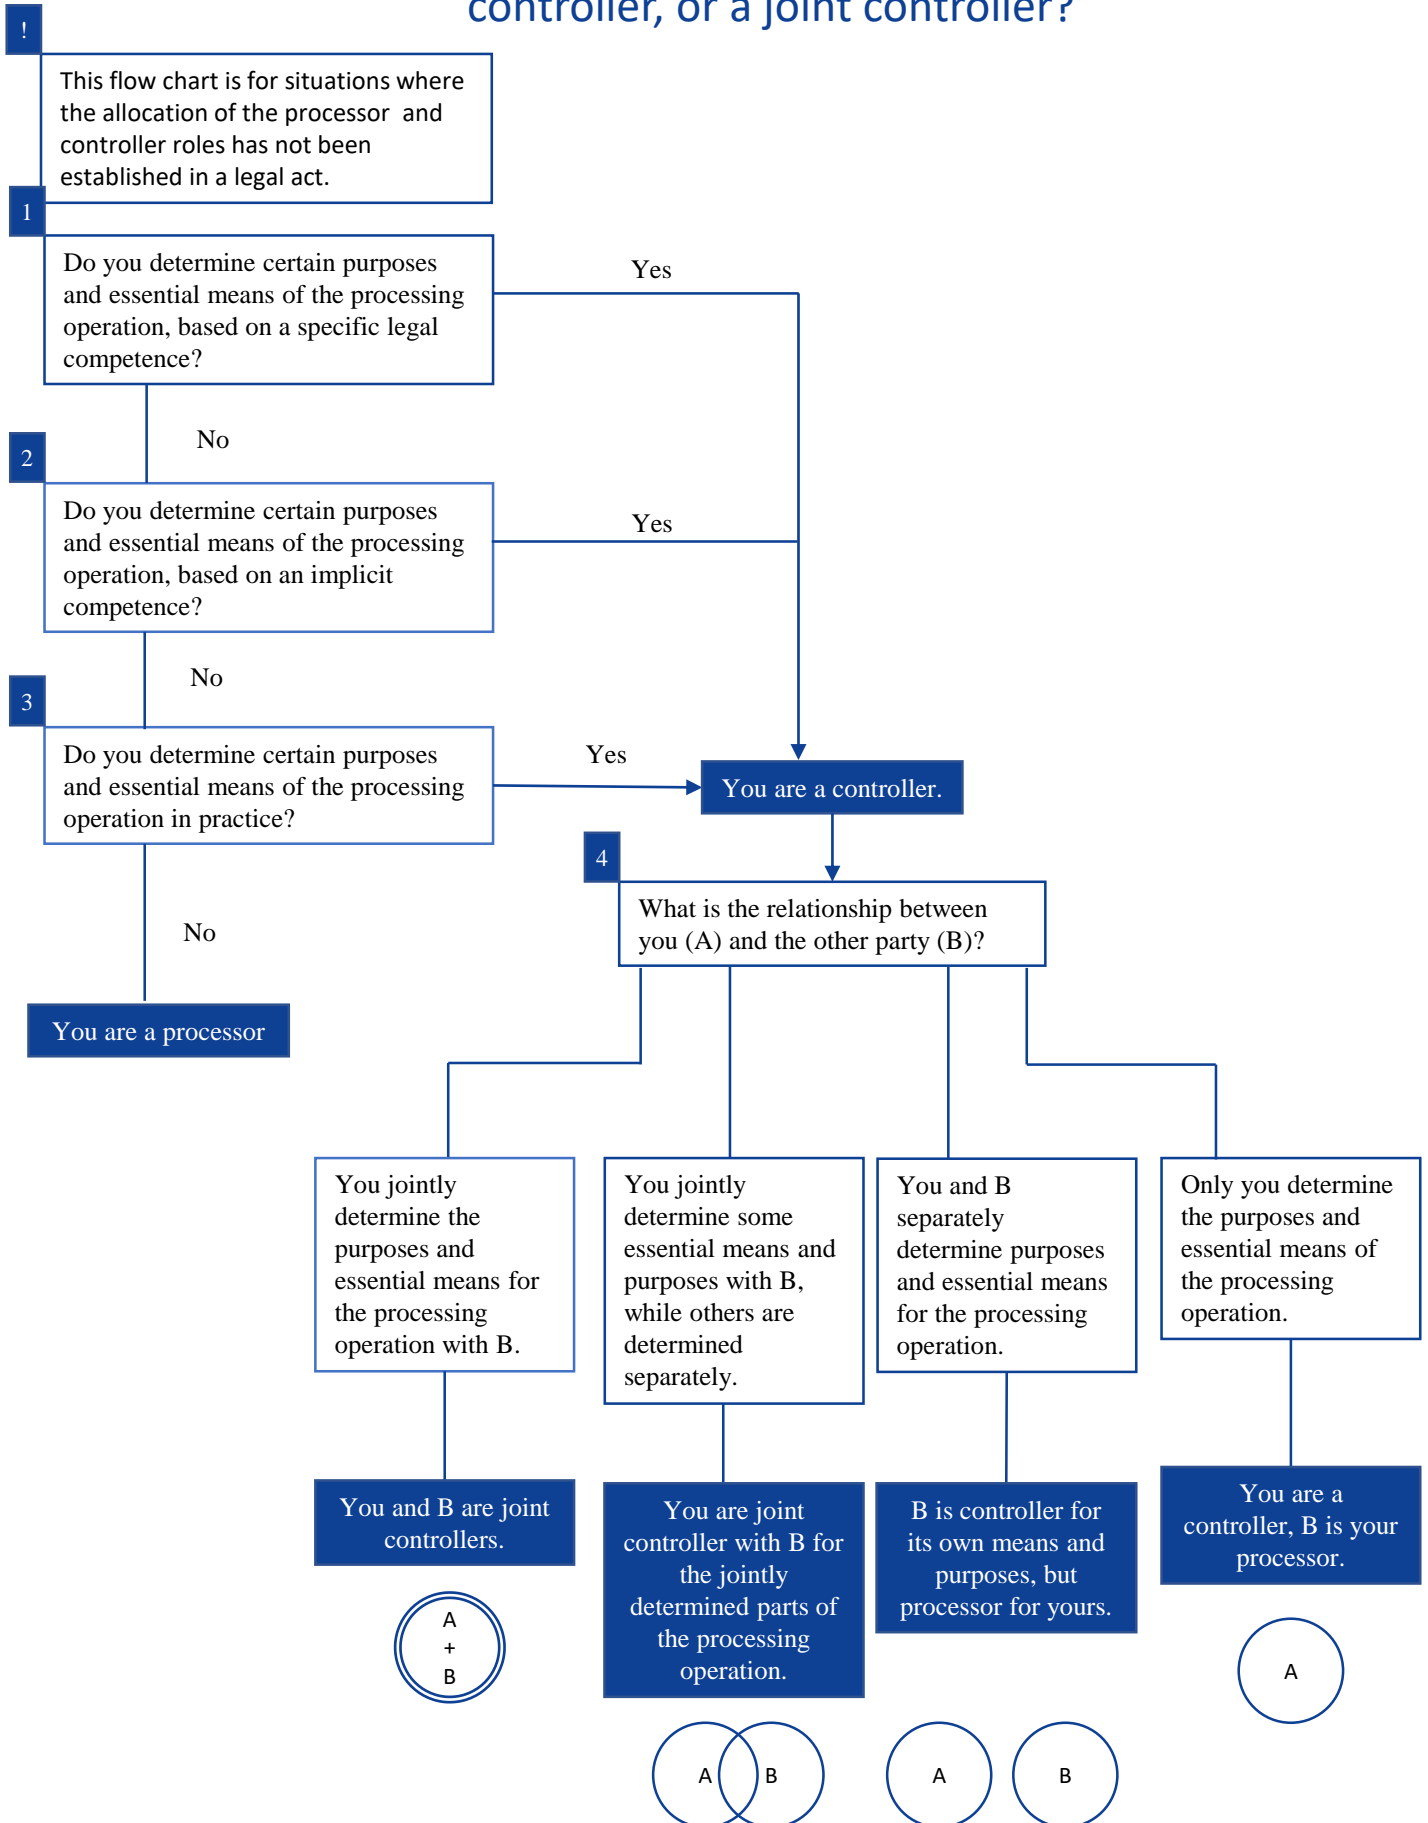 controller, or a joint controller?
!
This flow chart is for situations where
the allocation of the processor and
controller roles has not been
established in a legal act.
1
Do you determine certain purposes
and essential means of the processing
operation, based on a specific legal
competence?
Yes
No
2
Do you determine certain purposes
and essential means of the processing
operation, based on an implicit
competence?
Yes
No
3
Do you determine certain purposes
and essential means of the processing
operation in practice?
Yes
You are a controller.
No
You are a processor
4
What is the relationship between
you (A) and the other party (B)?
You jointly
determine the
purposes and
essential means for
the processing
operation with B.
You jointly
determine some
essential means and
purposes with B,
while others are
determined
separately.
You and B
separately
determine purposes
and essential means
for the processing
operation.
Only you determine
the purposes and
essential means of
the processing
operation.
You and B are joint
controllers.
You are joint
controller with B for
the jointly
determined parts of
the processing
operation.
B is controller for
its own means and
purposes, but
processor for yours.
You are a
controller, B is your
processor.
A
+
B
A
B
A
B
A